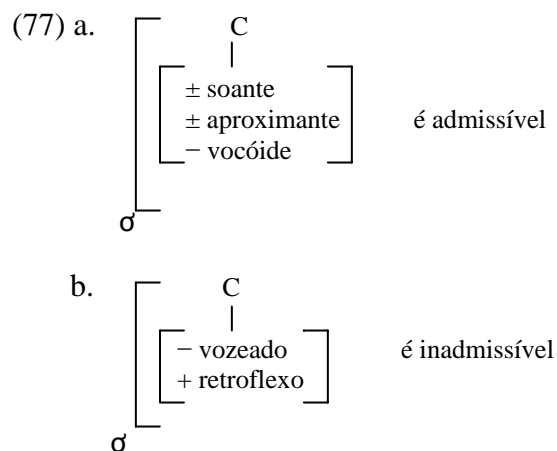 (77) a.
C
± soante
± aproximante é admissível
− vocóide
σ
b.
C
− vozeado é inadmissível
+ retroflexo
σ